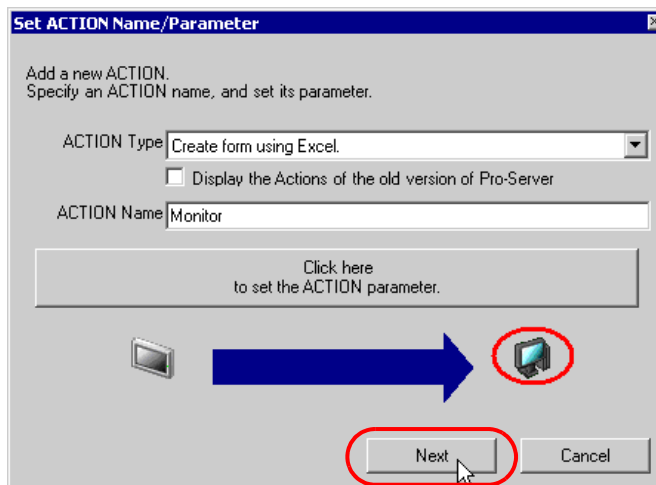 Set ACTION Name/Parameter
Add a new ACTION.
Specify an ACTION name, and set its parameter.
ACTION Type Create form using Excel.
Display the Actions of the old version of Pro-Server
ACTION Name Monitor
Click here
to set the ACTION parameter.
Next Cancel